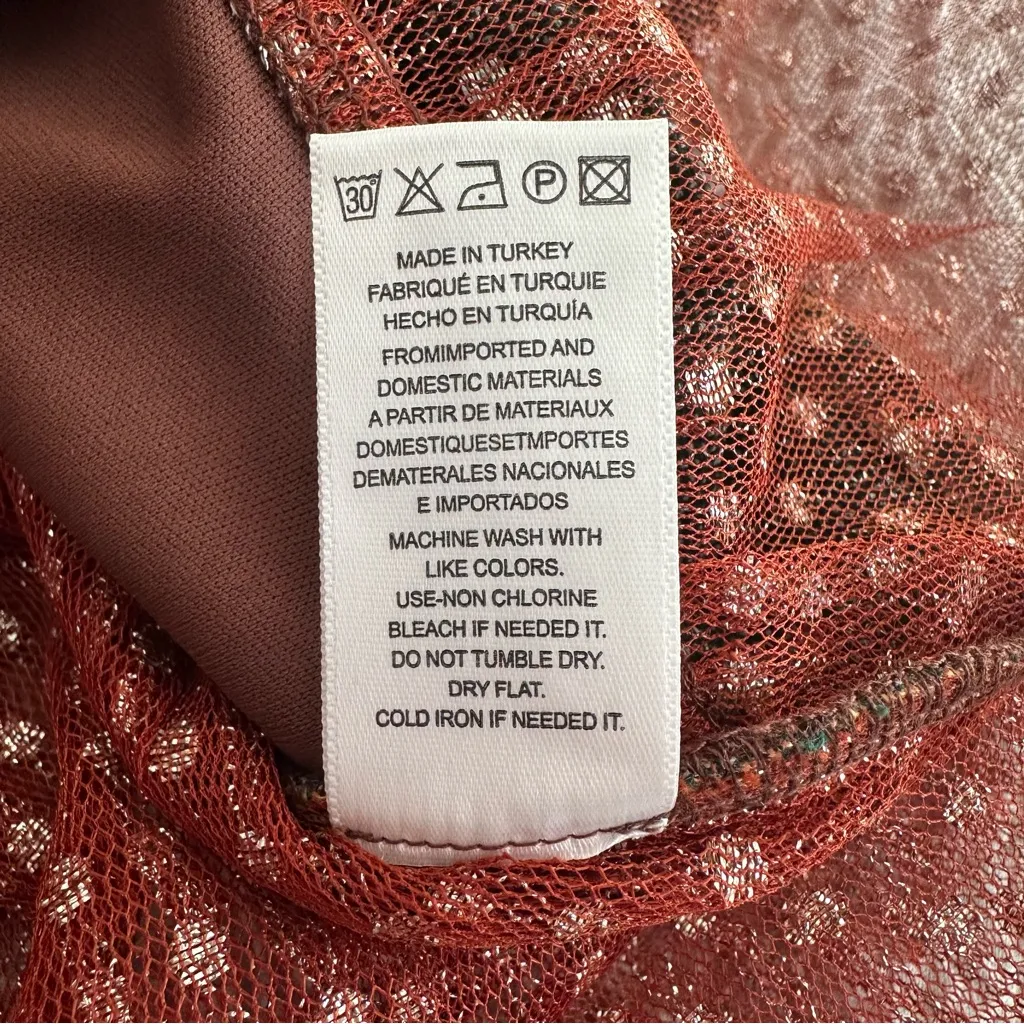 30°
P
MADE IN TURKEY
FABRIQUÉ EN TURQUIE
HECHO EN TURQUÍA
FROMIMPORTED AND
DOMESTIC MATERIALS
A PARTIR DE MATERIAUX
DOMESTIQUESETMPORTES
DEMATERALES NACIONALES
E IMPORTADOS
MACHINE WASH WITH
LIKE COLORS.
USE-NON CHLORINE
BLEACH IF NEEDED IT.
DO NOT TUMBLE DRY.
DRY FLAT.
COLD IRON IF NEEDED IT.